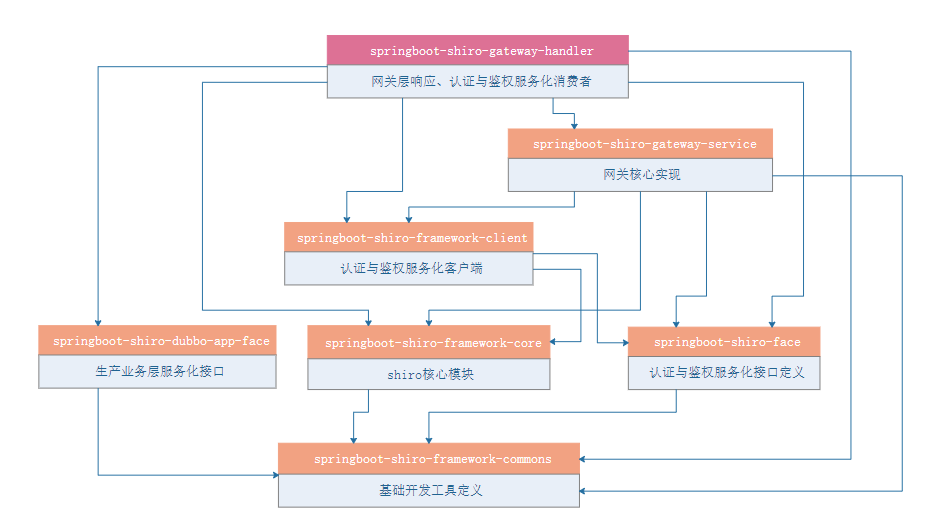 springboot-shiro-gateway-handler
网关层响应、认证与鉴权服务化消费者
springboot-shiro-gateway-service
网关核心实现
springboot-shiro-framework-client
认证与鉴权服务化客户端
springboot-shiro-dubbo-app-face
生产业务层服务化接口
springboot-shiro-framework-core
shiro核心模块
springboot-shiro-face
认证与鉴权服务化接口定义
springboot-shiro-framework-commons
基础开发工具定义